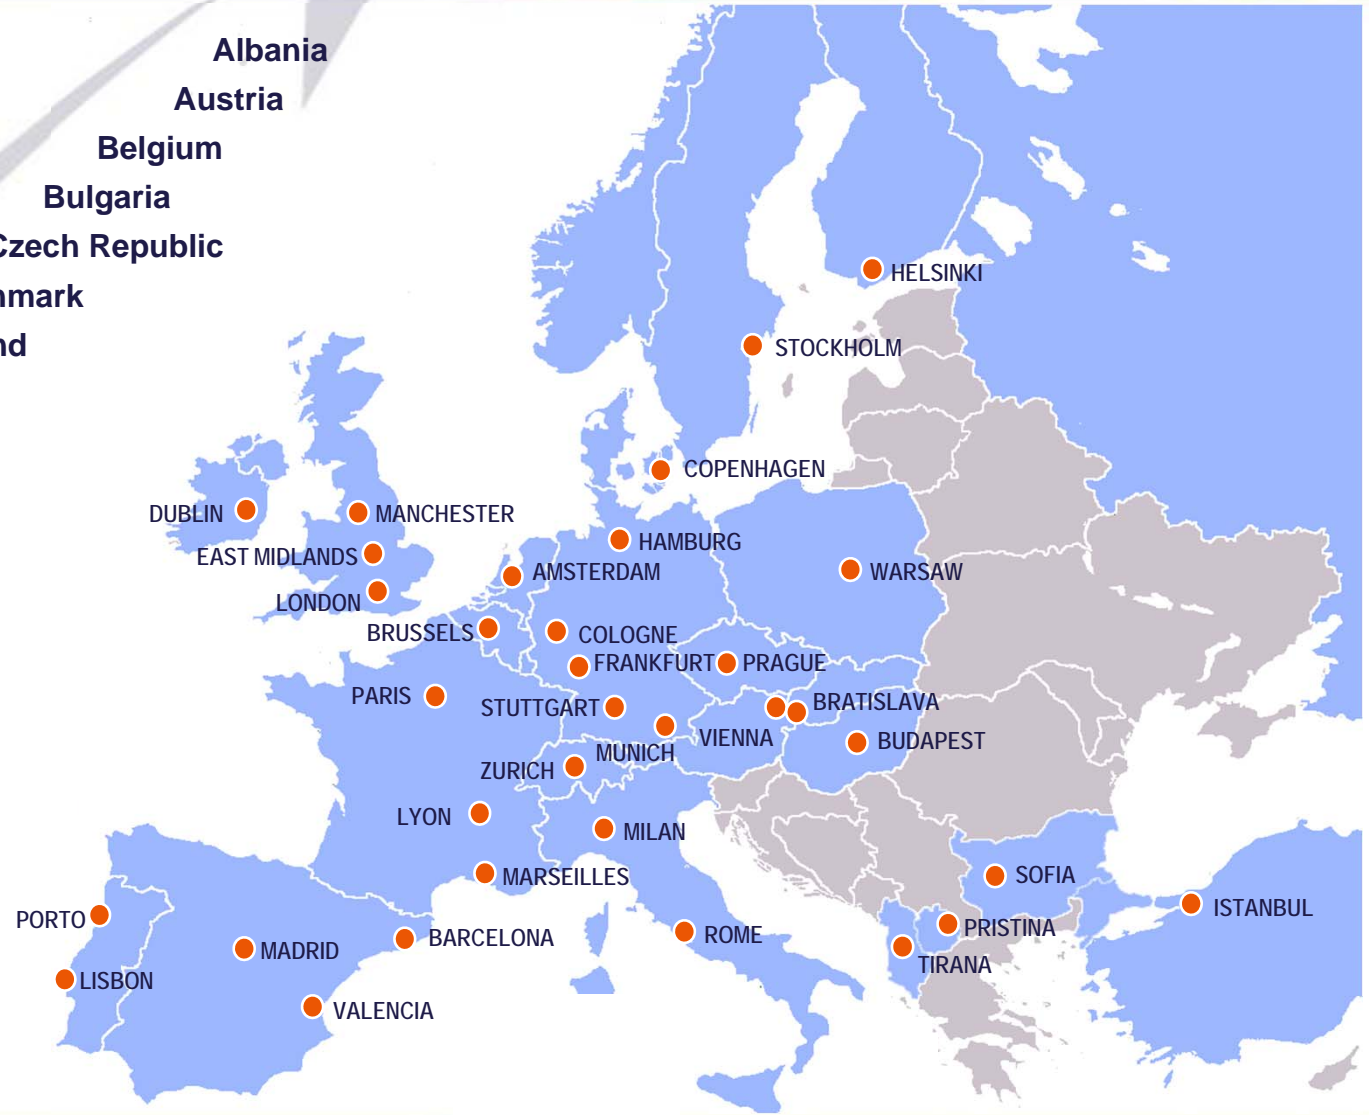 Albania
Austria
Belgium
Bulgaria
Czech Republic
nmark
nd
HELSINKI
STOCKHOLM
COPENHAGEN
DUBLIN
MANCHESTER
HAMBURG
EAST MIDLANDS
AMSTERDAM
WARSAW
LONDON
BRUSSELS
COLOGNE
FRANKFURT
PRAGUE
PARIS
STUTTGART
BRATISLAVA
VIENNA
BUDAPEST
MUNICH
ZURICH
LYON
MILAN
MARSEILLES
SOFIA
ISTANBUL
PORTO
BARCELONA
ROME
PRISTINA
MADRID
TIRANA
LISBON
VALENCIA